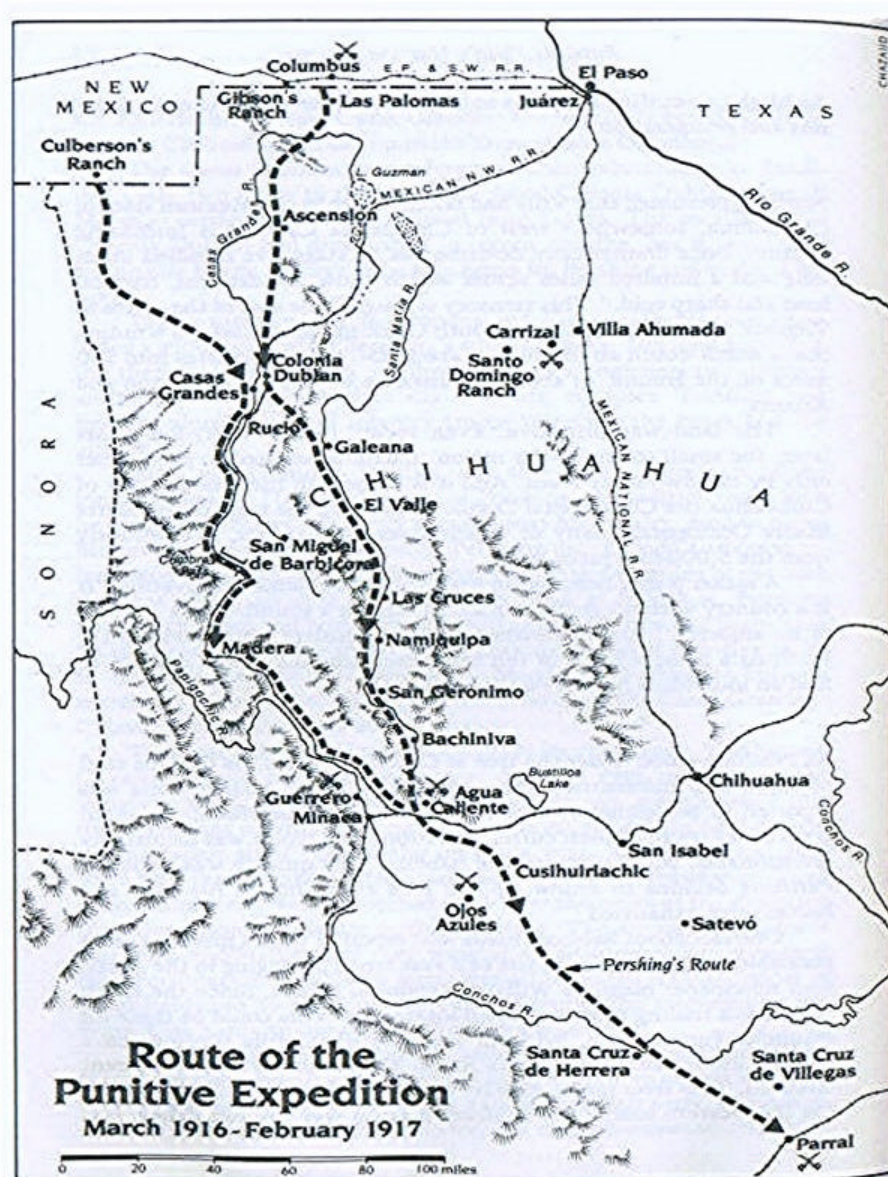 Columbus
E.P. & S.W. R.R.
El Paso
NEW
MEXICO
Gibson's
Ranch
Las Palomas
Juárez
TEXAS
CHAZAUD
Culberson's
Ranch
L. Guzman
MEXICAN N.W. R.R.
Casas Grandes R.
Ascension
Rio Grande R.
Santa Maria R.
Carrizal
Villa Ahumada
Santo
Domingo
Ranch
Colonia
Dublan
Casas
Grandes
Rucio
Galeana
SONORA
CHIHUAHUA
MEXICAN NATIONAL R.R.
El Valle
San Miguel
de Barbicora
Las Cruces
Namiquipa
Madera
Papigochic R.
San Geronimo
Bachiniva
Bustillos
Lake
Chihuahua
Agua
Caliente
Guerrero
Minaca
San Isabel
Conchos R.
Cusihuiriachic
Ojos
Azules
Satevó
Pershing's Route
Conchos R.
Santa Cruz
de Herrera
Santa Cruz
de Villegas
Parral
Route of the
Punitive Expedition
March 1916-February 1917
0 20 40 60 80 100 miles